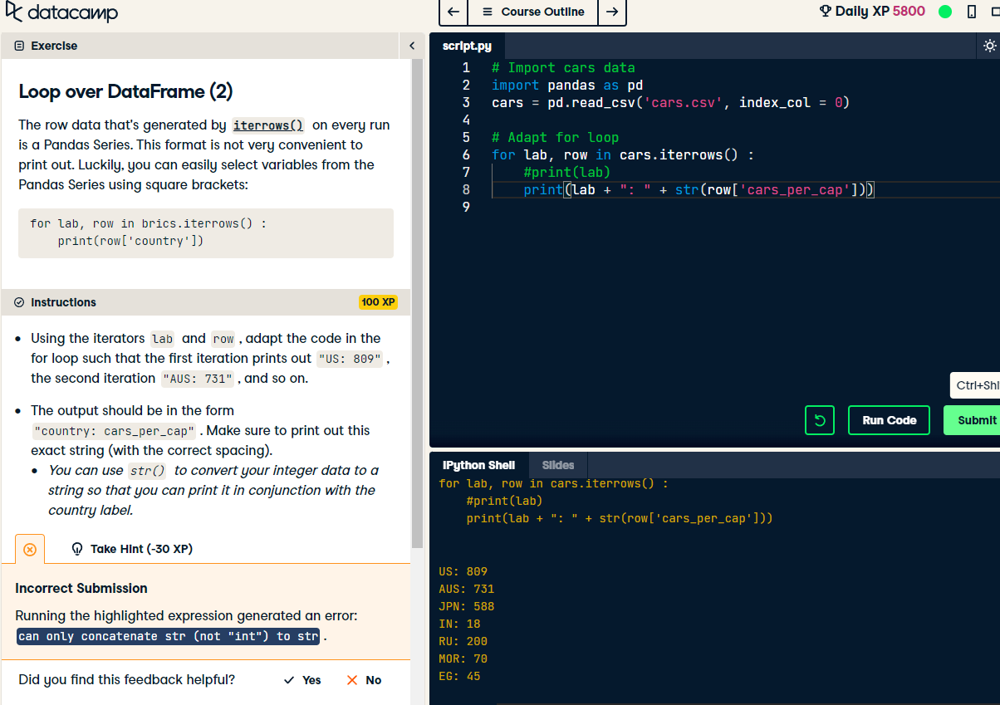 datacamp
Course Outline
Daily XP 5800
Exercise
Loop over DataFrame (2)
The row data that's generated by iterrows() on every run
is a Pandas Series. This format is not very convenient to
print out. Luckily, you can easily select variables from the
Pandas Series using square brackets:
for lab, row in brics.iterrows() :
    print(row['country'])
Instructions
100 XP
• Using the iterators lab and row , adapt the code in the
for loop such that the first iteration prints out "US: 809" ,
the second iteration "AUS: 731" , and so on.
• The output should be in the form
"country: cars_per_cap" . Make sure to print out this
exact string (with the correct spacing).
• You can use str() to convert your integer data to a
string so that you can print it in conjunction with the
country label.
Take Hint (-30 XP)
Incorrect Submission
Running the highlighted expression generated an error:
can only concatenate str (not "int") to str .
Did you find this feedback helpful?
Yes
No
script.py
1 # Import cars data
2 import pandas as pd
3 cars = pd.read_csv('cars.csv', index_col = 0)
4
5 # Adapt for loop
6 for lab, row in cars.iterrows() :
7     #print(lab)
8     print(lab + ": " + str(row['cars_per_cap']))
9
Ctrl+Shi
Run Code
Submit
IPython Shell
Slides
for lab, row in cars.iterrows() :
    #print(lab)
    print(lab + ": " + str(row['cars_per_cap']))
US: 809
AUS: 731
JPN: 588
IN: 18
RU: 200
MOR: 70
EG: 45